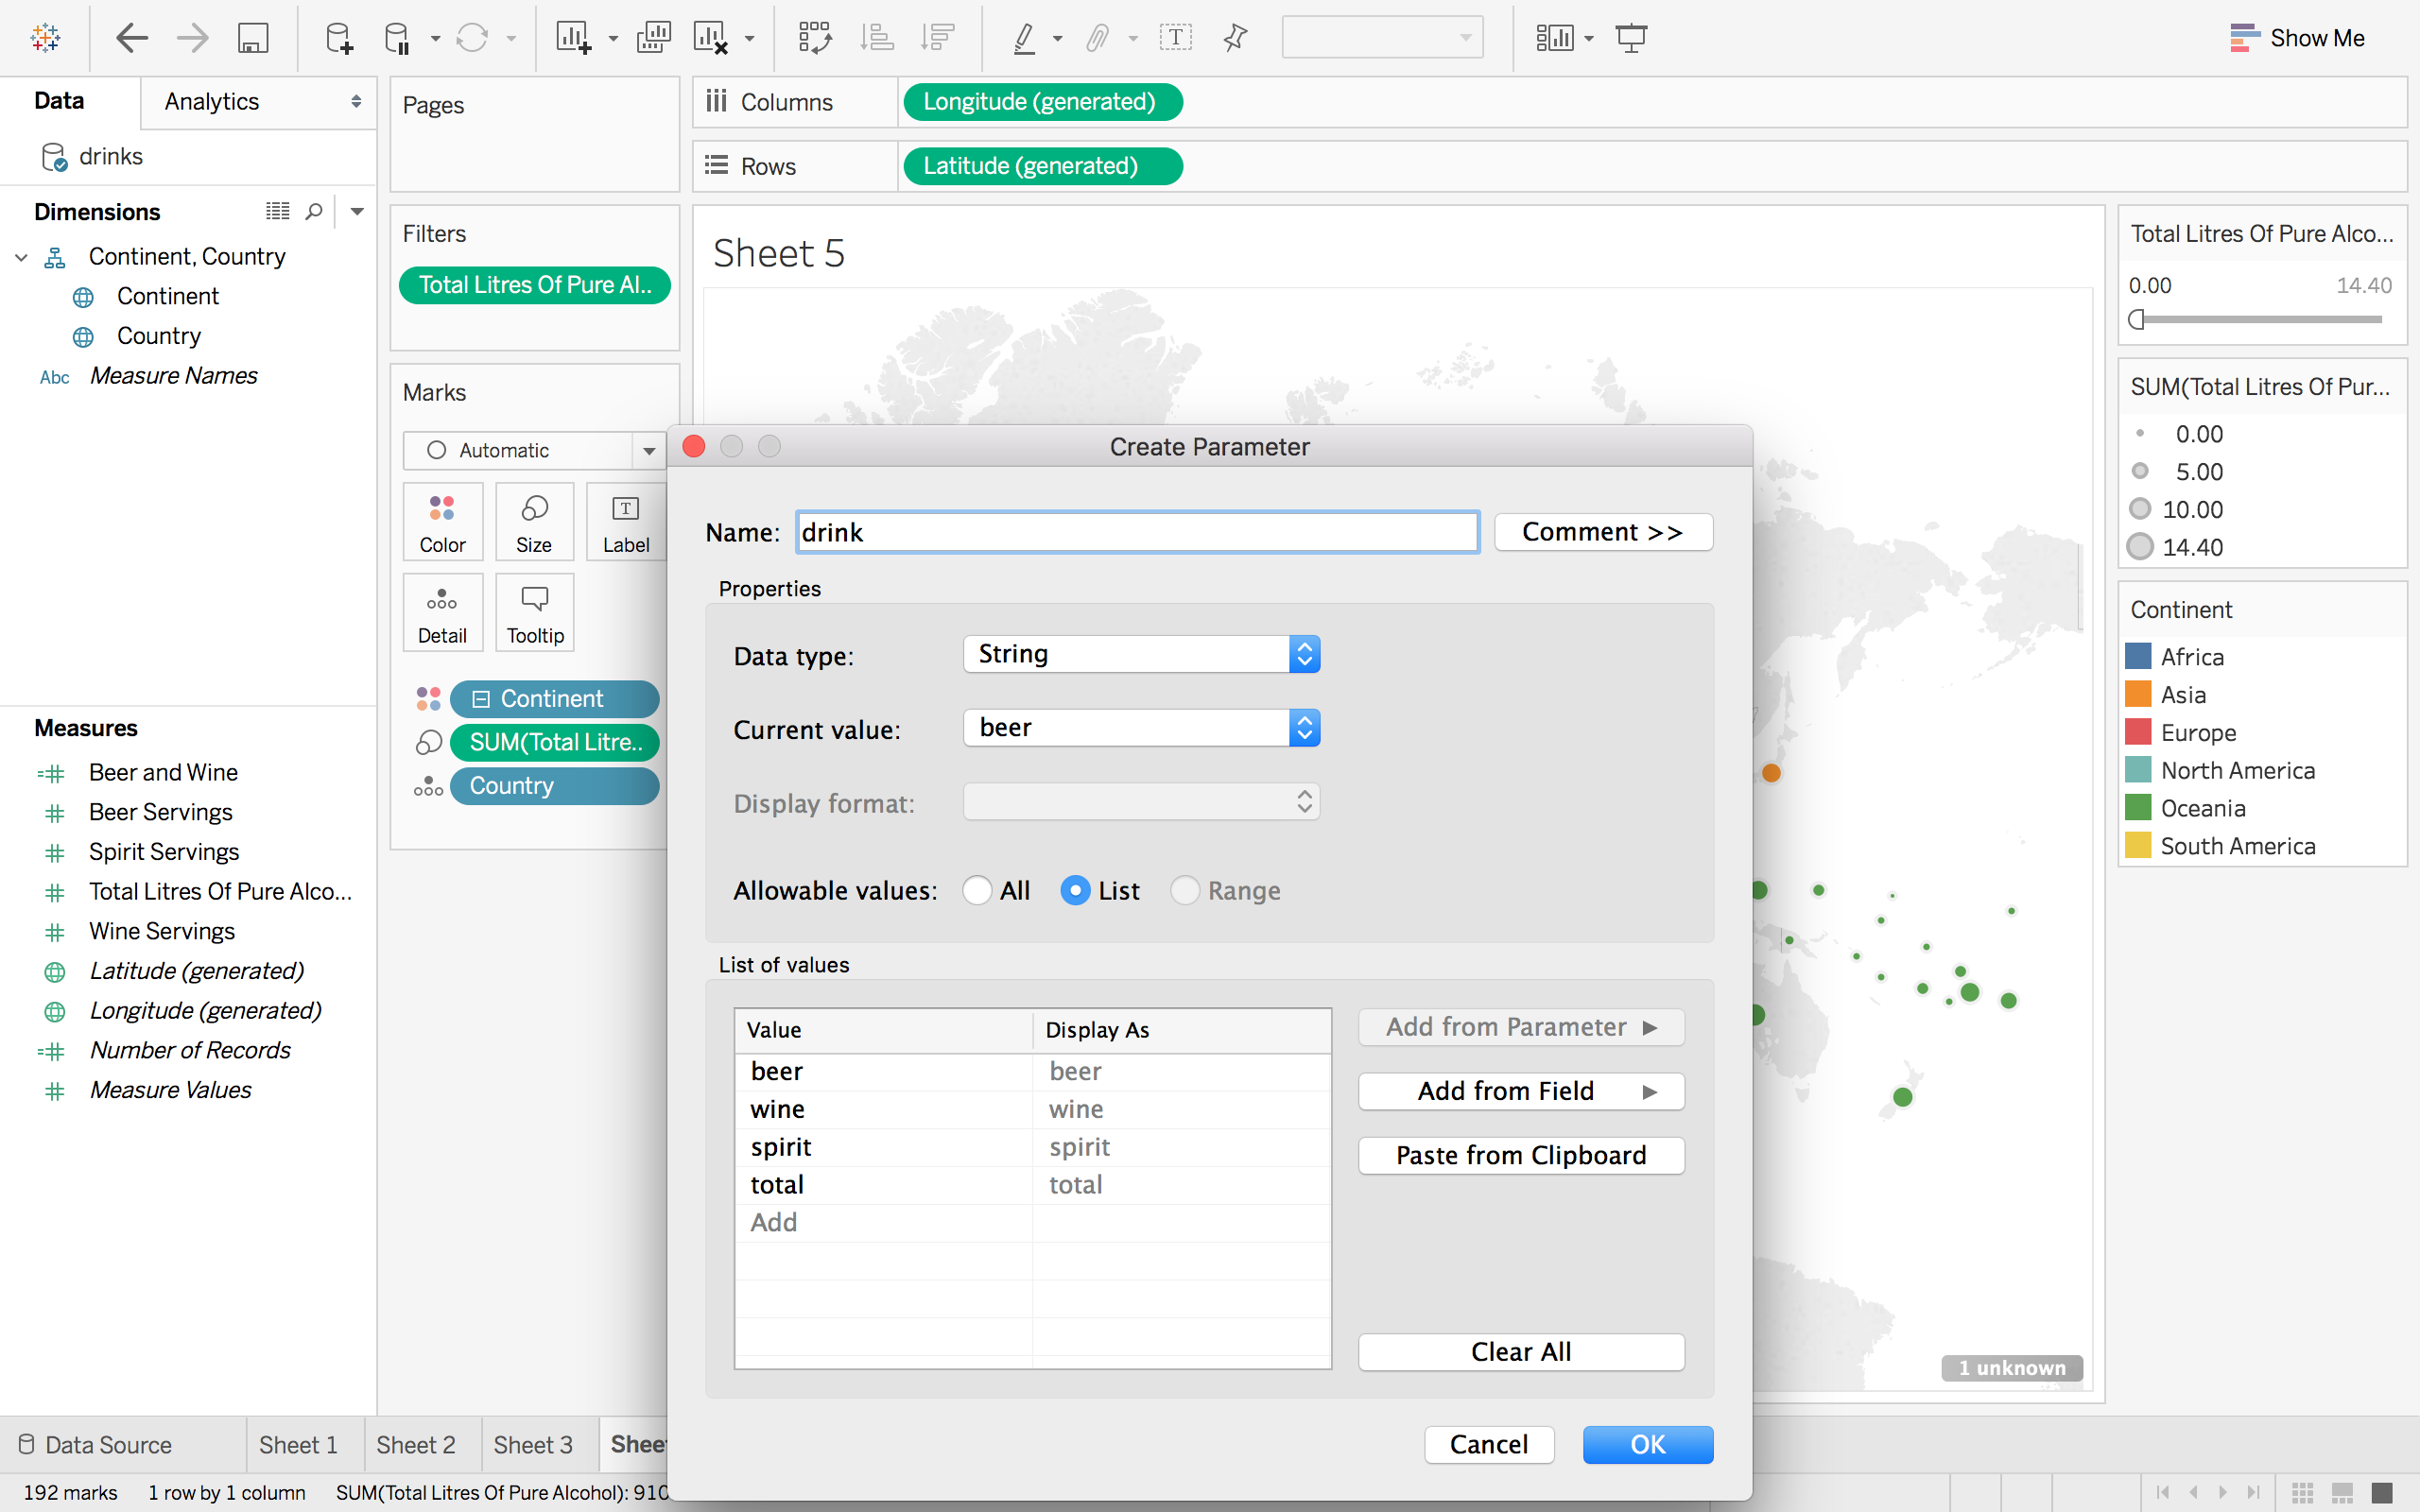 Show Me
Data
Analytics
drinks
Dimensions
Continent, Country
Continent
Country
Abc Measure Names
Measures
Beer and Wine
Beer Servings
Spirit Servings
Total Litres Of Pure Alco...
Wine Servings
Latitude (generated)
Longitude (generated)
Number of Records
Measure Values
Pages
Filters
Total Litres Of Pure Al..
Marks
Automatic
Color
Size
Label
Detail
Tooltip
Continent
SUM(Total Litre..
Country
Columns
Longitude (generated)
Rows
Latitude (generated)
Sheet 5
Create Parameter
Name: drink
Comment >>
Properties
Data type: String
Current value: beer
Display format:
Allowable values: All List Range
List of values
Value Display As
beer beer
wine wine
spirit spirit
total total
Add
Add from Parameter
Add from Field
Paste from Clipboard
Clear All
Cancel
OK
1 unknown
Total Litres Of Pure Alco...
0.00 14.40
SUM(Total Litres Of Pur...
0.00
5.00
10.00
14.40
Continent
Africa
Asia
Europe
North America
Oceania
South America
Data Source
Sheet 1
Sheet 2
Sheet 3
Sheet
192 marks 1 row by 1 column SUM(Total Litres Of Pure Alcohol): 910